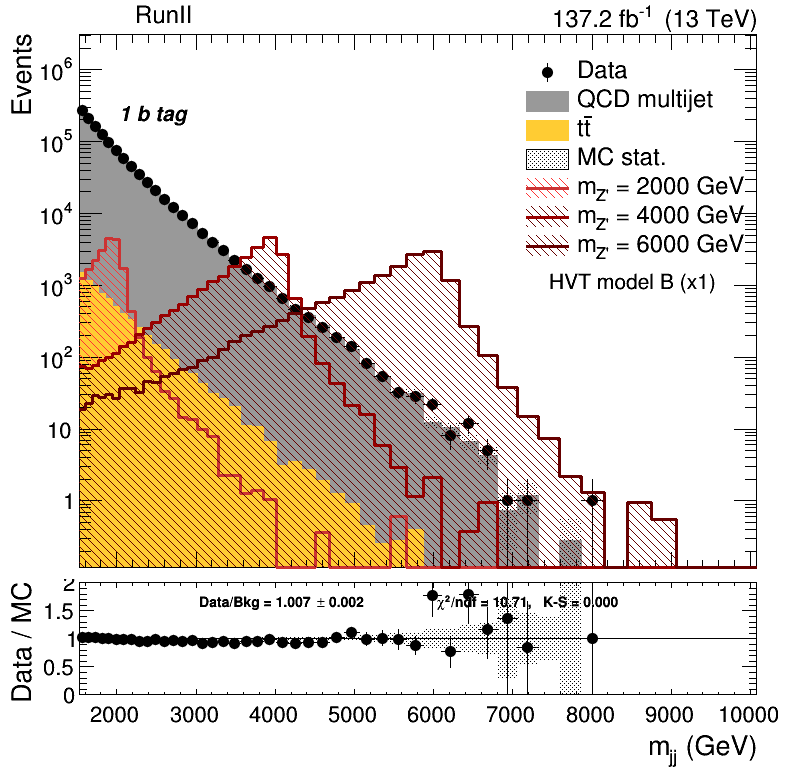 RunII 137.2 fb⁻¹ (13 TeV)
Events
10⁶
10⁵
10⁴
10³
10²
10
1
1 b tag
Data
QCD multijet
tt̄
MC stat.
m_Z' = 2000 GeV
m_Z' = 4000 GeV
m_Z' = 6000 GeV
HVT model B (x1)
Data / MC
2
1.5
1
0.5
0
Data/Bkg = 1.007 ± 0.002 χ²/ndf = 10.71, K-S = 0.000
2000 3000 4000 5000 6000 7000 8000 9000 10000
m_jj (GeV)